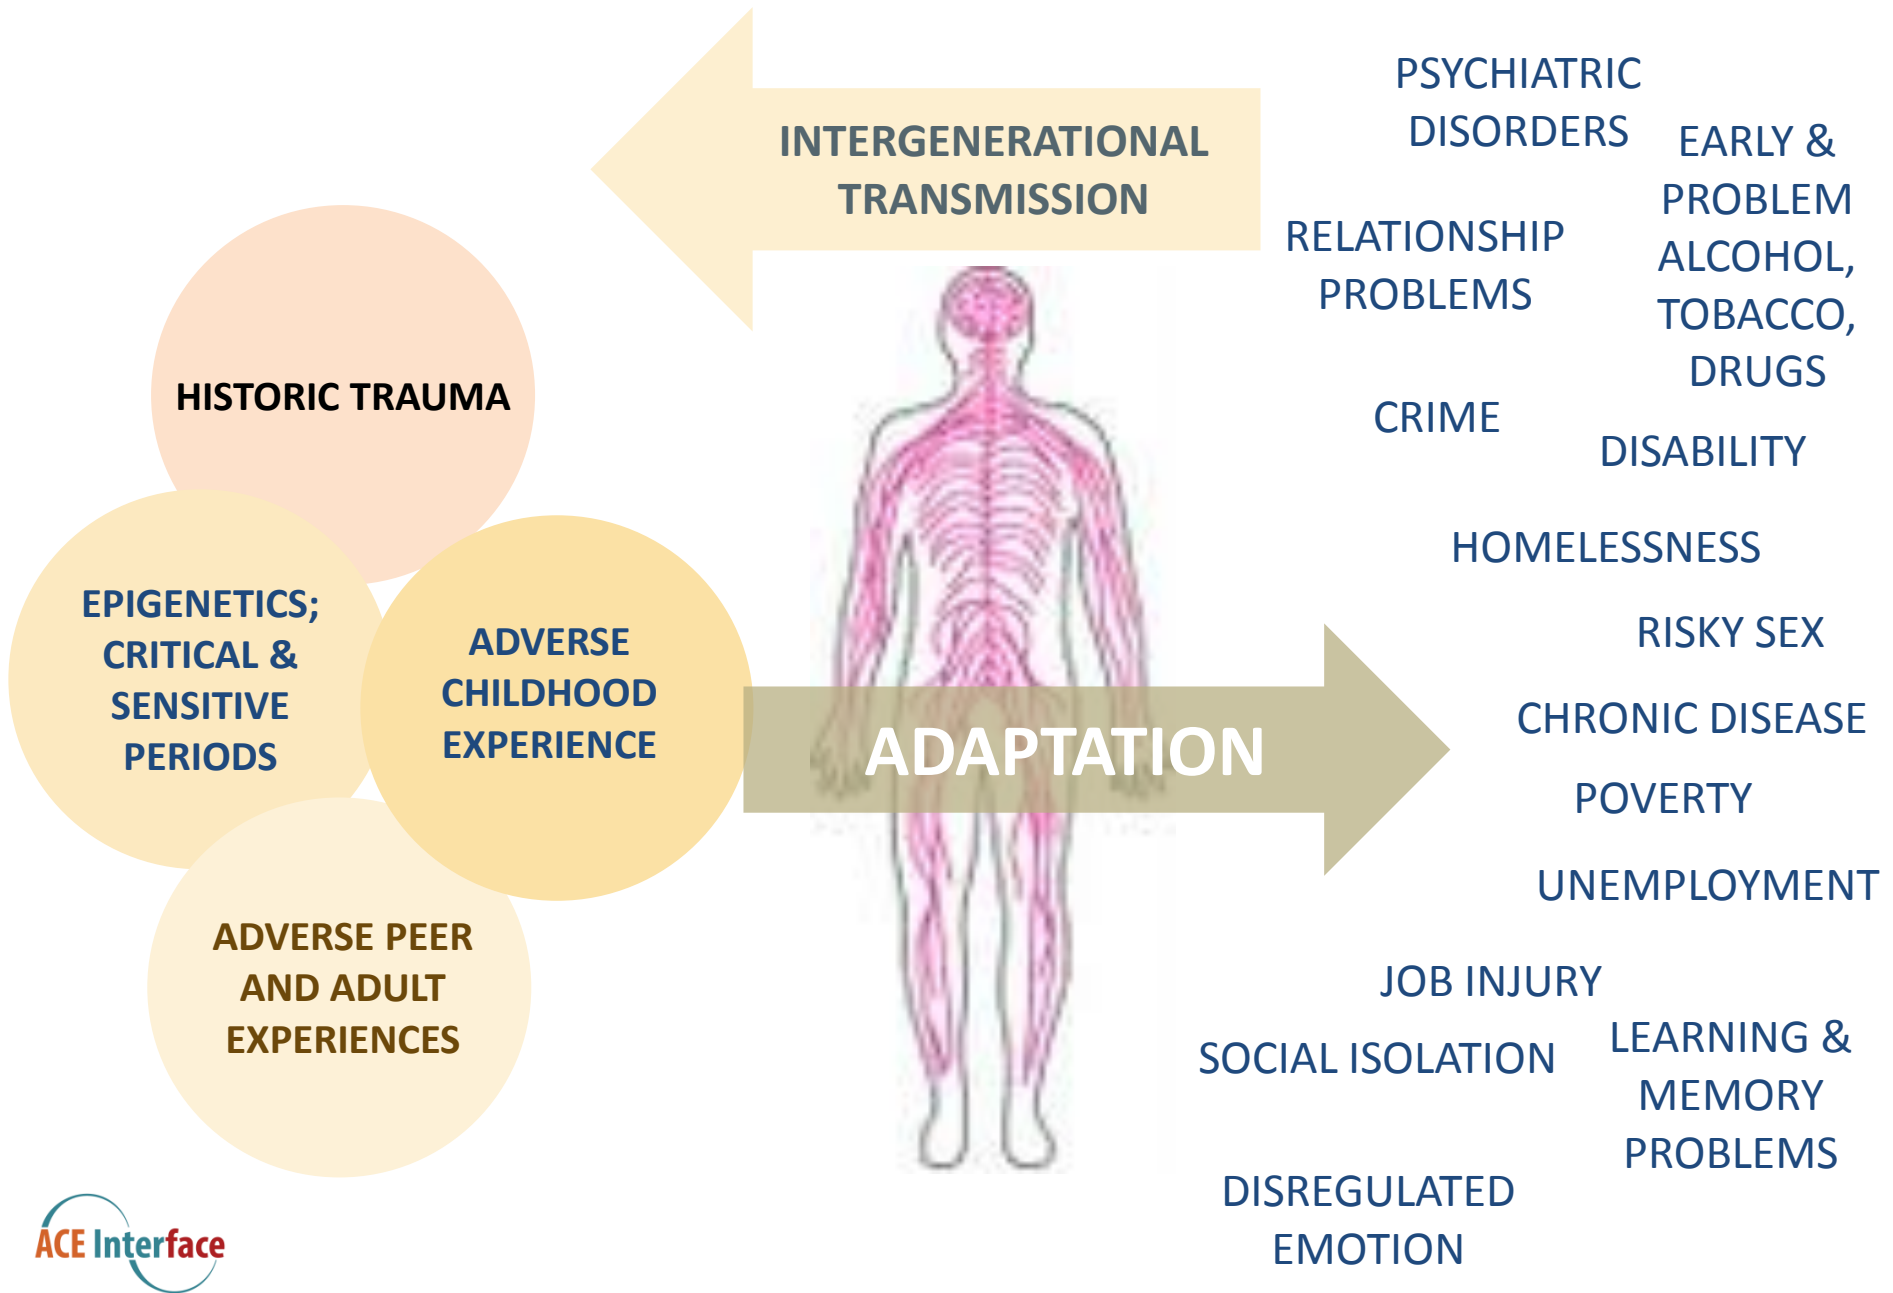 INTERGENERATIONAL
TRANSMISSION
HISTORIC TRAUMA
EPIGENETICS;
CRITICAL &
SENSITIVE
PERIODS
ADVERSE
CHILDHOOD
EXPERIENCE
ADVERSE PEER
AND ADULT
EXPERIENCES
ADAPTATION
PSYCHIATRIC
DISORDERS
EARLY &
PROBLEM
ALCOHOL,
TOBACCO,
DRUGS
RELATIONSHIP
PROBLEMS
CRIME
DISABILITY
HOMELESSNESS
RISKY SEX
CHRONIC DISEASE
POVERTY
UNEMPLOYMENT
JOB INJURY
SOCIAL ISOLATION
LEARNING &
MEMORY
PROBLEMS
DISREGULATED
EMOTION
ACE Interface